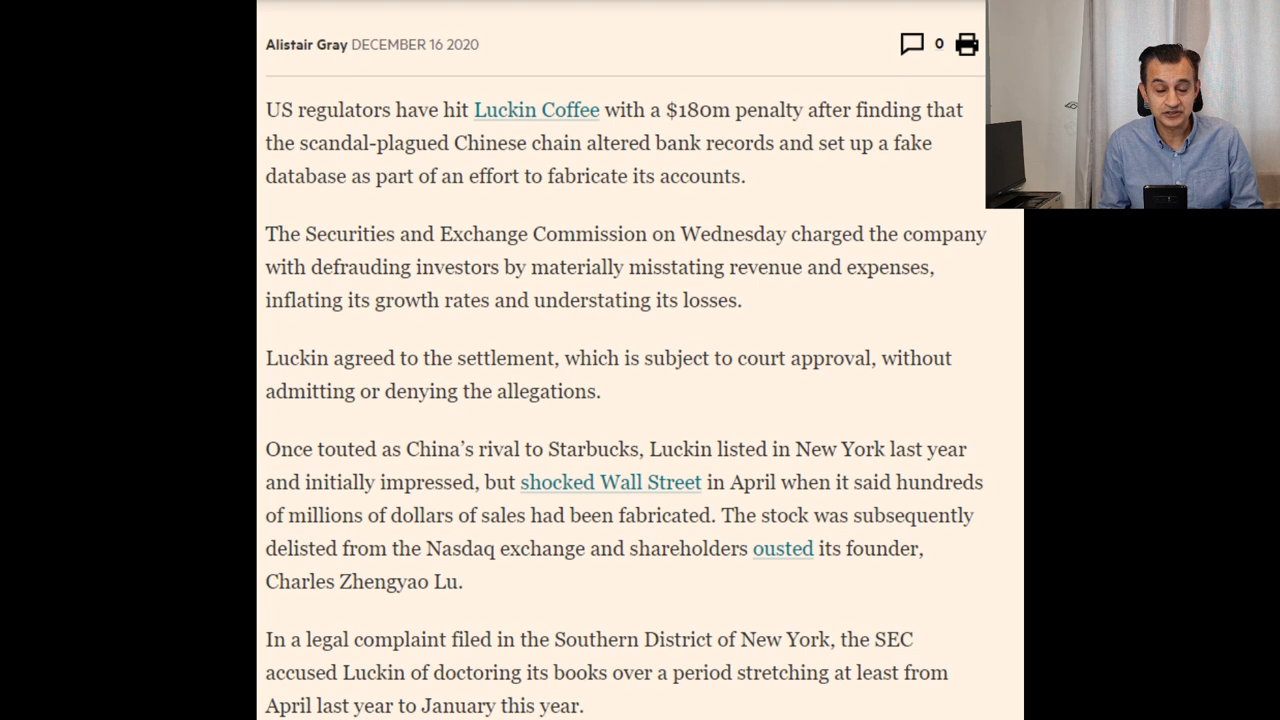 Alistair Gray DECEMBER 16 2020
0
US regulators have hit Luckin Coffee with a $180m penalty after finding that
the scandal-plagued Chinese chain altered bank records and set up a fake
database as part of an effort to fabricate its accounts.
The Securities and Exchange Commission on Wednesday charged the company
with defrauding investors by materially misstating revenue and expenses,
inflating its growth rates and understating its losses.
Luckin agreed to the settlement, which is subject to court approval, without
admitting or denying the allegations.
Once touted as China’s rival to Starbucks, Luckin listed in New York last year
and initially impressed, but shocked Wall Street in April when it said hundreds
of millions of dollars of sales had been fabricated. The stock was subsequently
delisted from the Nasdaq exchange and shareholders ousted its founder,
Charles Zhengyao Lu.
In a legal complaint filed in the Southern District of New York, the SEC
accused Luckin of doctoring its books over a period stretching at least from
April last year to January this year.